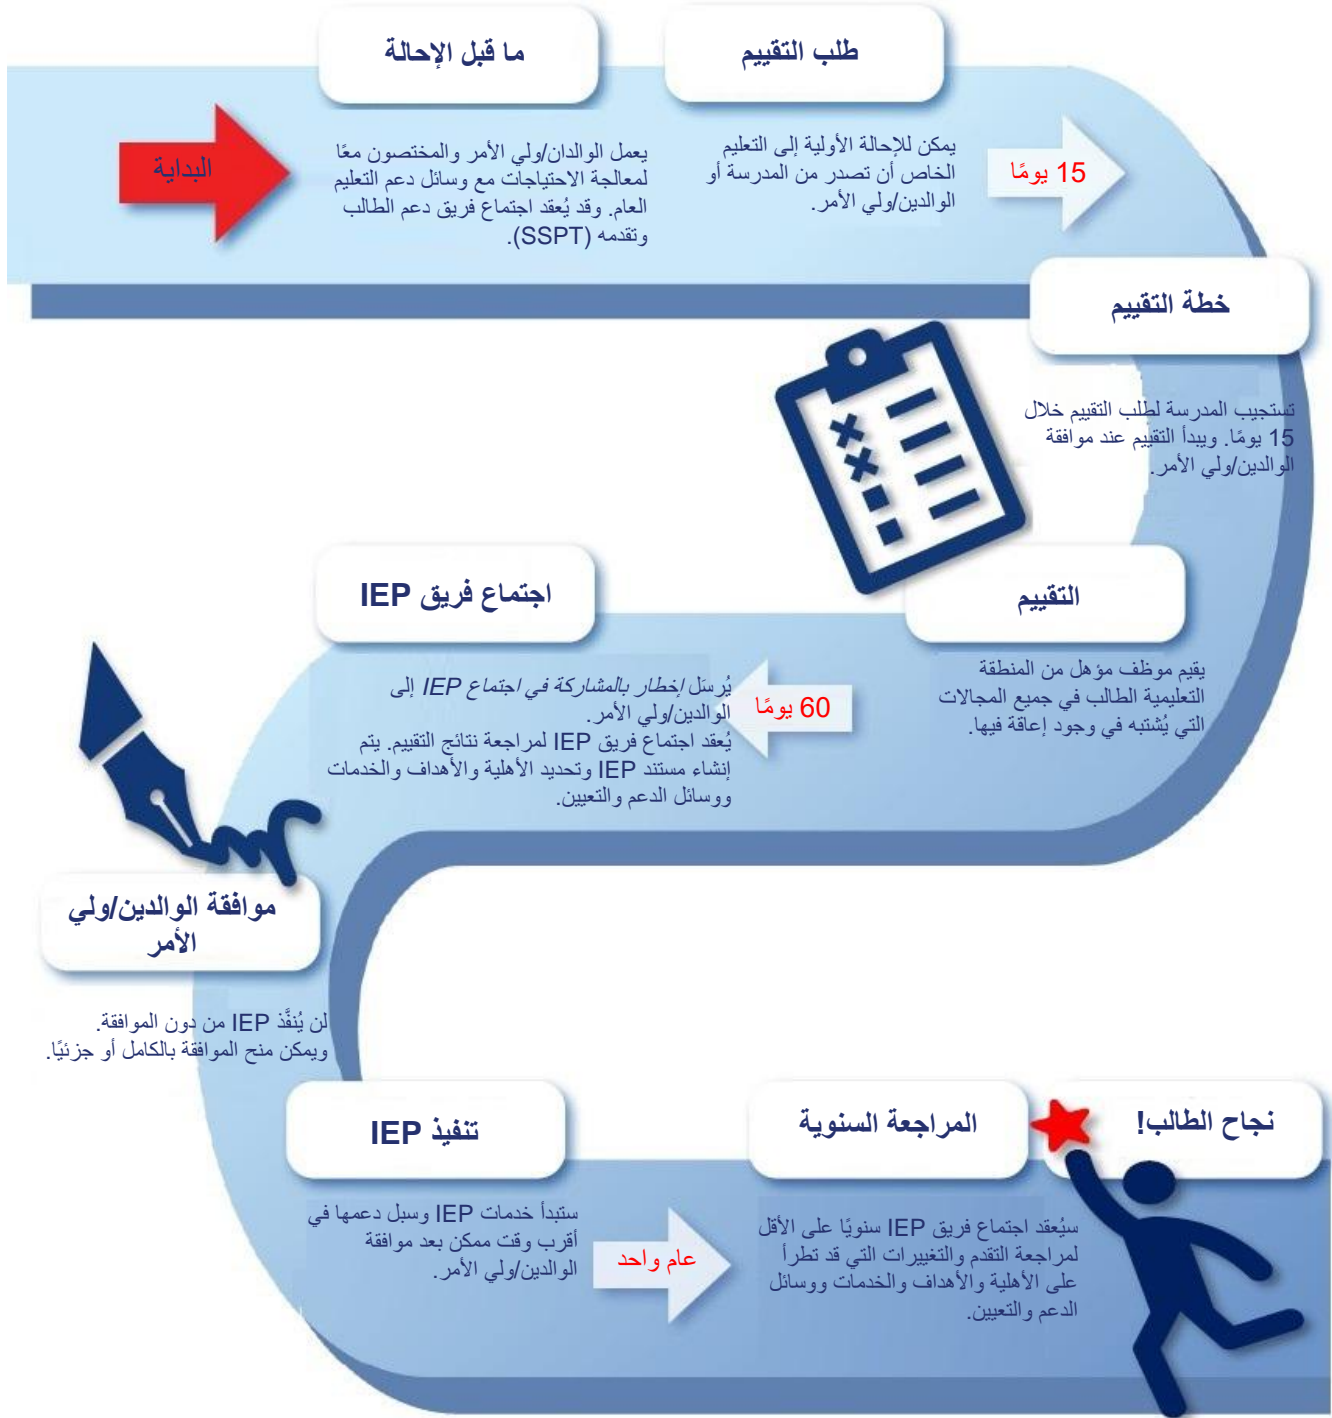 البداية
ما قبل الإحالة
يعمل الوالدان/ولي الأمر والمختصون معًا
لمعالجة الاحتياجات مع وسائل دعم التعليم
العام. وقد يُعقد اجتماع فريق دعم الطالب
وتقدمه (SSPT).
طلب التقييم
يمكن للإحالة الأولية إلى التعليم
الخاص أن تصدر من المدرسة أو
الوالدين/ولي الأمر.
15 يومًا
خطة التقييم
تستجيب المدرسة لطلب التقييم خلال
15 يومًا. ويبدأ التقييم عند موافقة
الوالدين/ولي الأمر.
التقييم
يقيم موظف مؤهل من المنطقة
التعليمية الطالب في جميع المجالات
التي يُشتبه في وجود إعاقة فيها.
60 يومًا
اجتماع فريق IEP
يُرسَل إخطار بالمشاركة في اجتماع IEP إلى
الوالدين/ولي الأمر.
يُعقد اجتماع فريق IEP لمراجعة نتائج التقييم. يتم
إنشاء مستند IEP وتحديد الأهلية والأهداف والخدمات
ووسائل الدعم والتعيين.
موافقة الوالدين/ولي
الأمر
لن يُنفَّذ IEP من دون الموافقة.
ويمكن منح الموافقة بالكامل أو جزئيًا.
تنفيذ IEP
ستبدأ خدمات IEP وسبل دعمها في
أقرب وقت ممكن بعد موافقة
الوالدين/ولي الأمر.
عام واحد
المراجعة السنوية
سيُعقد اجتماع فريق IEP سنويًا على الأقل
لمراجعة التقدم والتغييرات التي قد تطرأ
على الأهلية والأهداف والخدمات ووسائل
الدعم والتعيين.
نجاح الطالب!